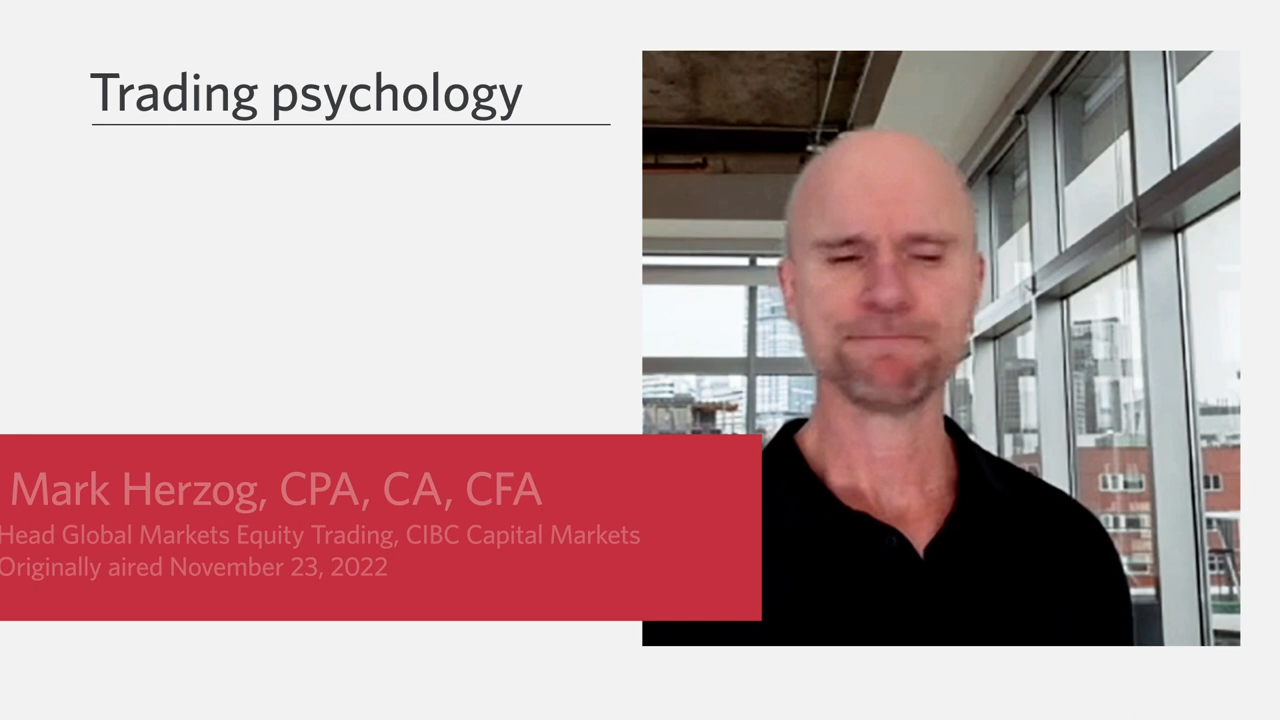 Trading psychology
Mark Herzog, CPA, CA, CFA
Head Global Markets Equity Trading, CIBC Capital Markets
Originally aired November 23, 2022